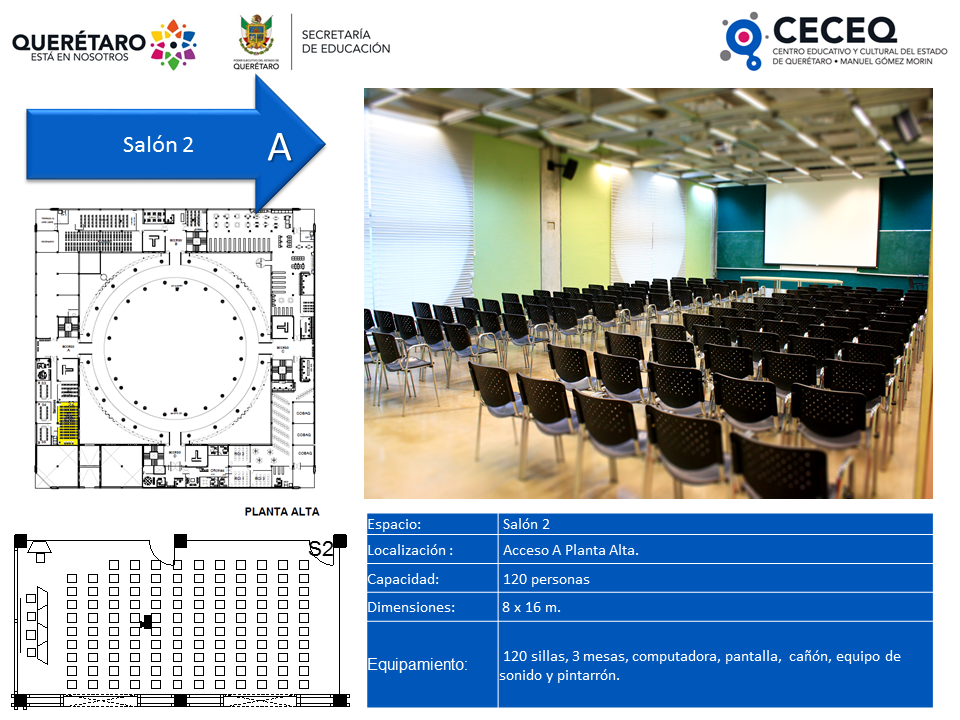 QUERÉTARO
ESTÁ EN NOSOTROS
PODER EJECUTIVO DEL ESTADO DE
QUERÉTARO
SECRETARÍA
DE EDUCACIÓN
CECEQ
CENTRO EDUCATIVO Y CULTURAL DEL ESTADO
DE QUERÉTARO • MANUEL GÓMEZ MORIN
Salón 2 A
COBAQ
COBAQ
COBAQ
PLANTA ALTA
S2
Espacio: Salón 2
Localización : Acceso A Planta Alta.
Capacidad: 120 personas
Dimensiones: 8 x 16 m.
Equipamiento: 120 sillas, 3 mesas, computadora, pantalla, cañón, equipo de
sonido y pintarrón.